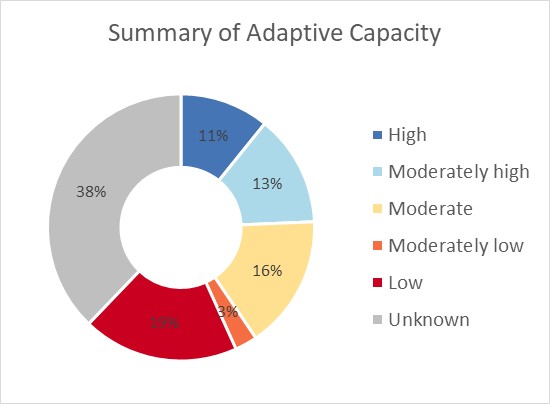 Summary of Adaptive Capacity
11%
13%
16%
3%
19%
38%
High
Moderately high
Moderate
Moderately low
Low
Unknown